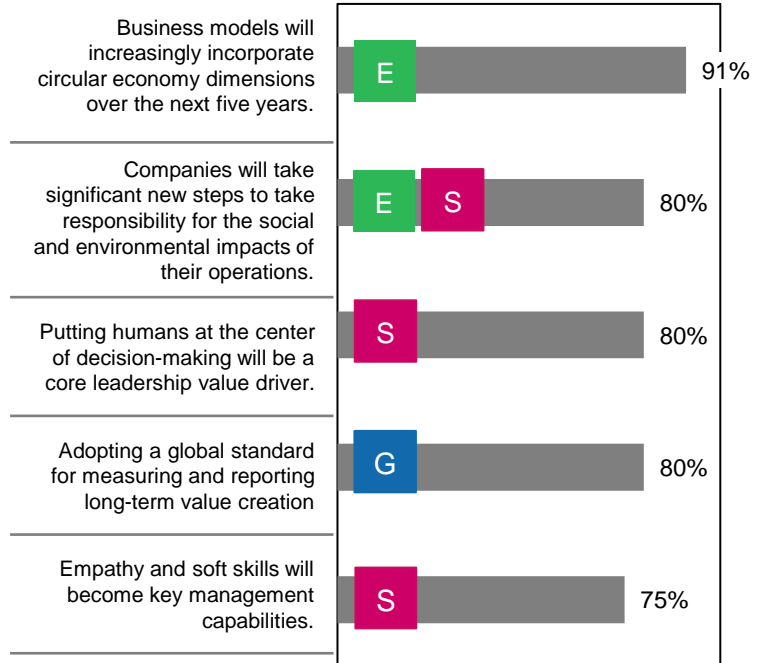 Business models will
increasingly incorporate
circular economy dimensions
over the next five years.
E
91%
Companies will take
significant new steps to take
responsibility for the social
and environmental impacts of
their operations.
E S
80%
Putting humans at the center
of decision-making will be a
core leadership value driver.
S
80%
Adopting a global standard
for measuring and reporting
long-term value creation
G
80%
Empathy and soft skills will
become key management
capabilities.
S
75%